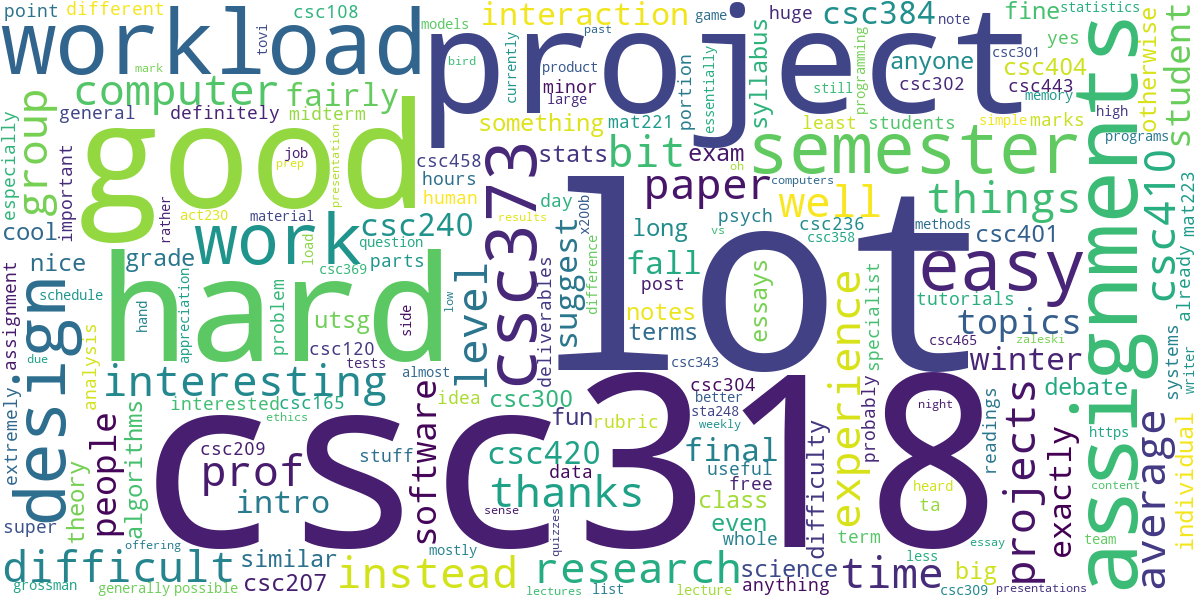 point
different
workload
project
tovi
mark
csc108
models
bird
currently
interaction
game
past
product
minor
large
huge
syllabus
portion
essentially
csc384
note
anyone
csc302
still
programming
fine
statistics
csc301
yes
csc404
csc443
memory
marks
high
simple
programs
assignments
otherwise
student
computer
fairly
general
definitely
midterm
especially
group
important
good
job
prep
presentation
something
mat221
least
students
csc458
stats
bit
exam
oh
semester
hours
human
day
x200b
paper
computers
well
things
csc410
already
mat223
cool
rather
act230
material
work
csc240
question
load
results
csc373
suggest
difference
long
psych
vs
csc236
csc358
methods
csc401
nice
grade
csc369
parts
fall
post
lot
easy
schedule
hand
appreciation
problem
hard
side
low
level
deliverables
notes
terms
essays
experience
specialist
tutorials
topics
systems
writer
assignment
extremely
design
due
analysis
utsg
csc120
tests
almost
csc343
csc465
zaleski
winter
interesting
software
idea
csc300
csc304
better
sta248
weekly
probably
debate
interested
csc165
ethics
fun
rubric
csc318
night
readings
projects
exactly
https
average
individual
people
algorithms
theory
csc209
prof
stuff
intro
csc420
data
final
useful
free
thanks
sense
class
difficulty
heard
ta
content
team
super
offering
quizzes
even
whole
term
difficult
similar
mostly
less
essay
grossman
generally
possible
csc207
instead
lectures
list
research
lecture
science
anything
time
big
csc309
presentations